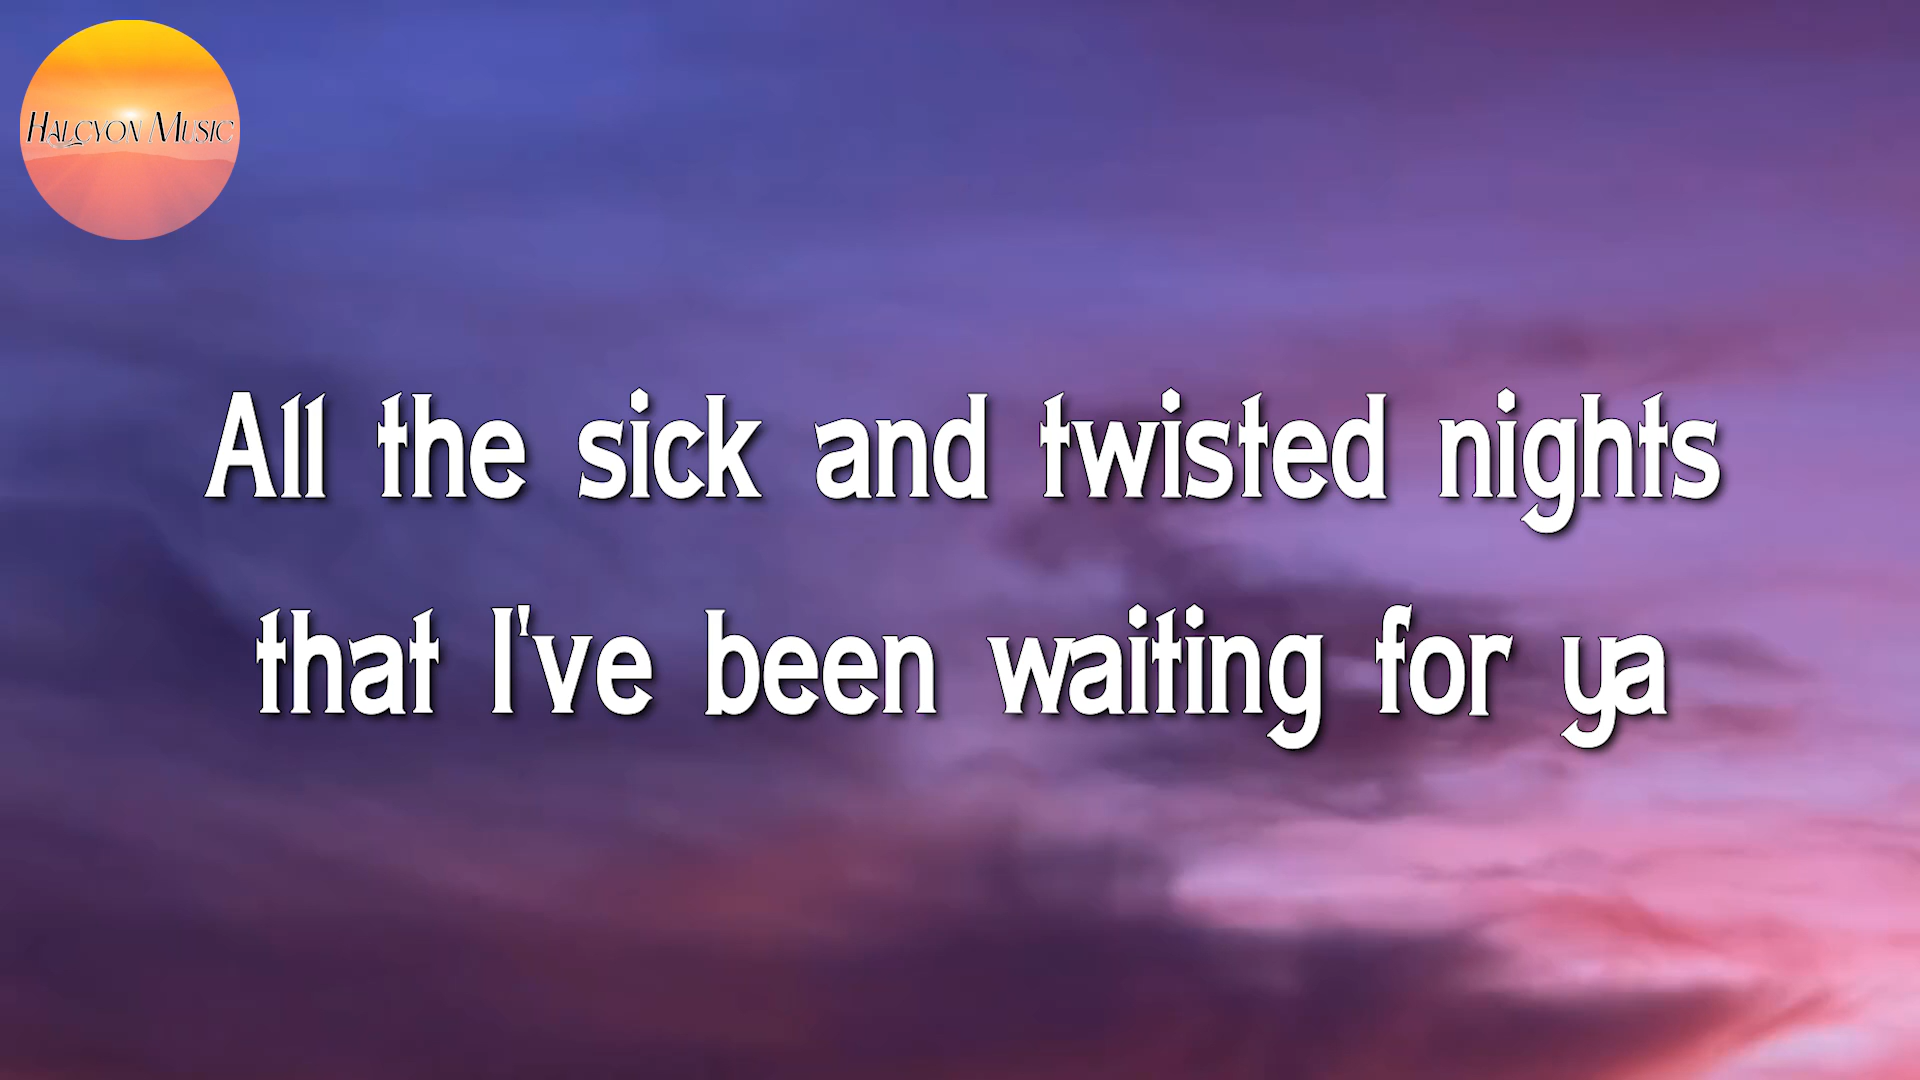 Halcyon Music
All the sick and twisted nights
that I've been waiting for ya